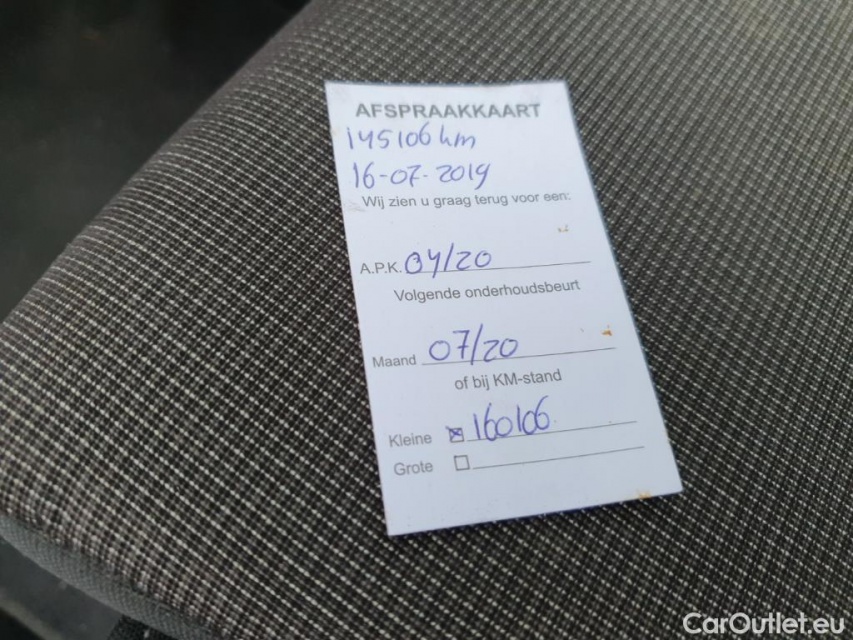 AFSPRAAKKAART
145106 km
16-07-2019
Wij zien u graag terug voor een:
A.P.K. 04/20
Volgende onderhoudsbeurt
Maand 07/20
of bij KM-stand
Kleine 160106
Grote
CarOutlet.eu